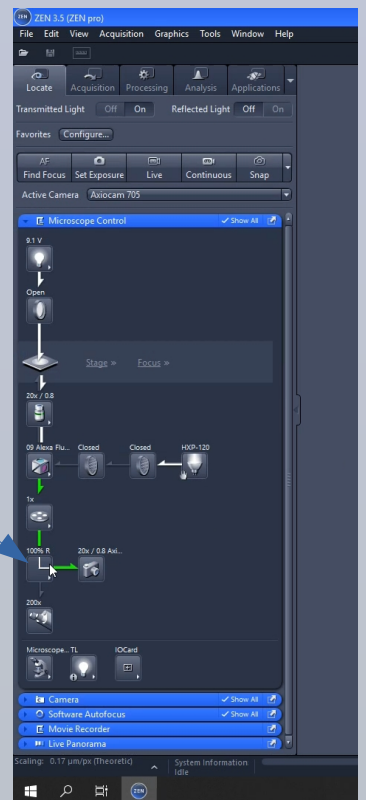 ZEN 3.5 (ZEN pro)
File Edit View Acquisition Graphics Tools Window Help
Locate Acquisition Processing Analysis Applications
Transmitted Light Off On Reflected Light Off On
Favorites Configure...
AF
Find Focus Set Exposure Live Continuous Snap
Active Camera Axiocam 705
Microscope Control Show All
9.1 V
Open
Stage » Focus »
20x / 0.8
09 Alexa Flu... Closed Closed HXP-120
1x
100% R 20x / 0.8 Axi...
200x
Microscope... TL IOCard
Camera Show All
Software Autofocus Show All
Movie Recorder
Live Panorama
Scaling: 0.17 µm/px (Theoretic) System Information
Idle
ZEN